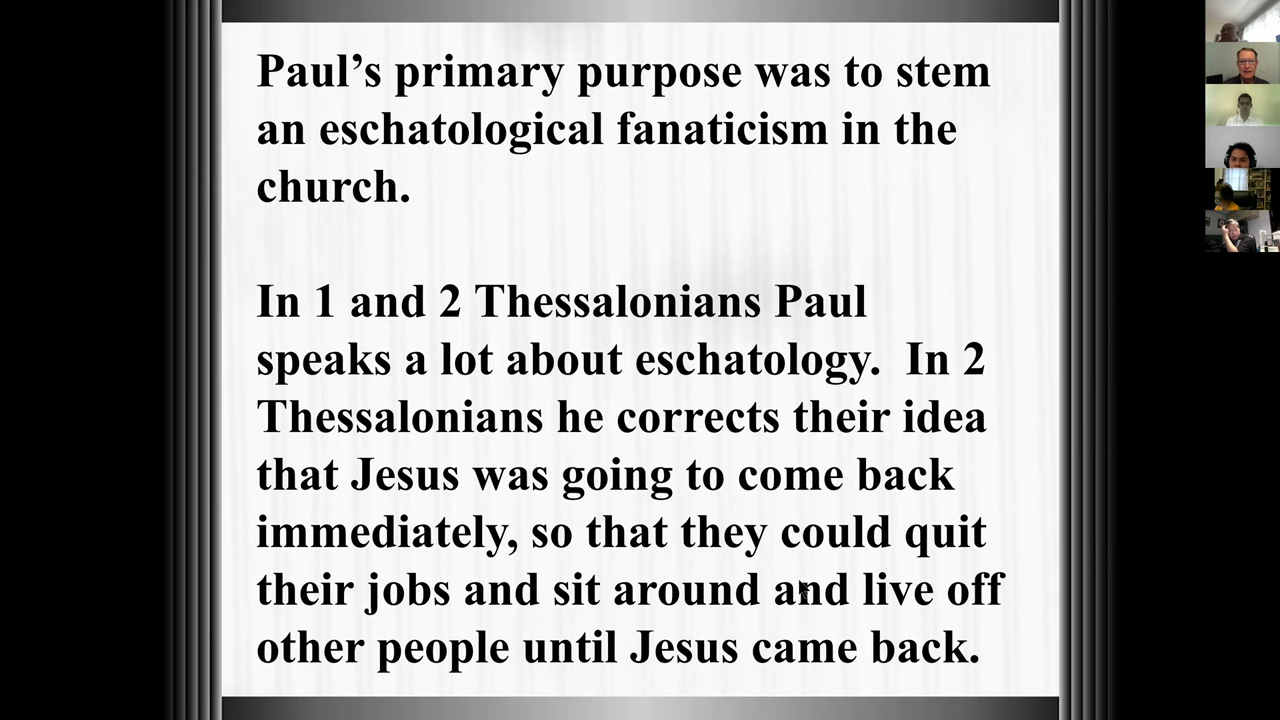 Paul’s primary purpose was to stem
an eschatological fanaticism in the
church.
In 1 and 2 Thessalonians Paul
speaks a lot about eschatology.  In 2
Thessalonians he corrects their idea
that Jesus was going to come back
immediately, so that they could quit
their jobs and sit around and live off
other people until Jesus came back.